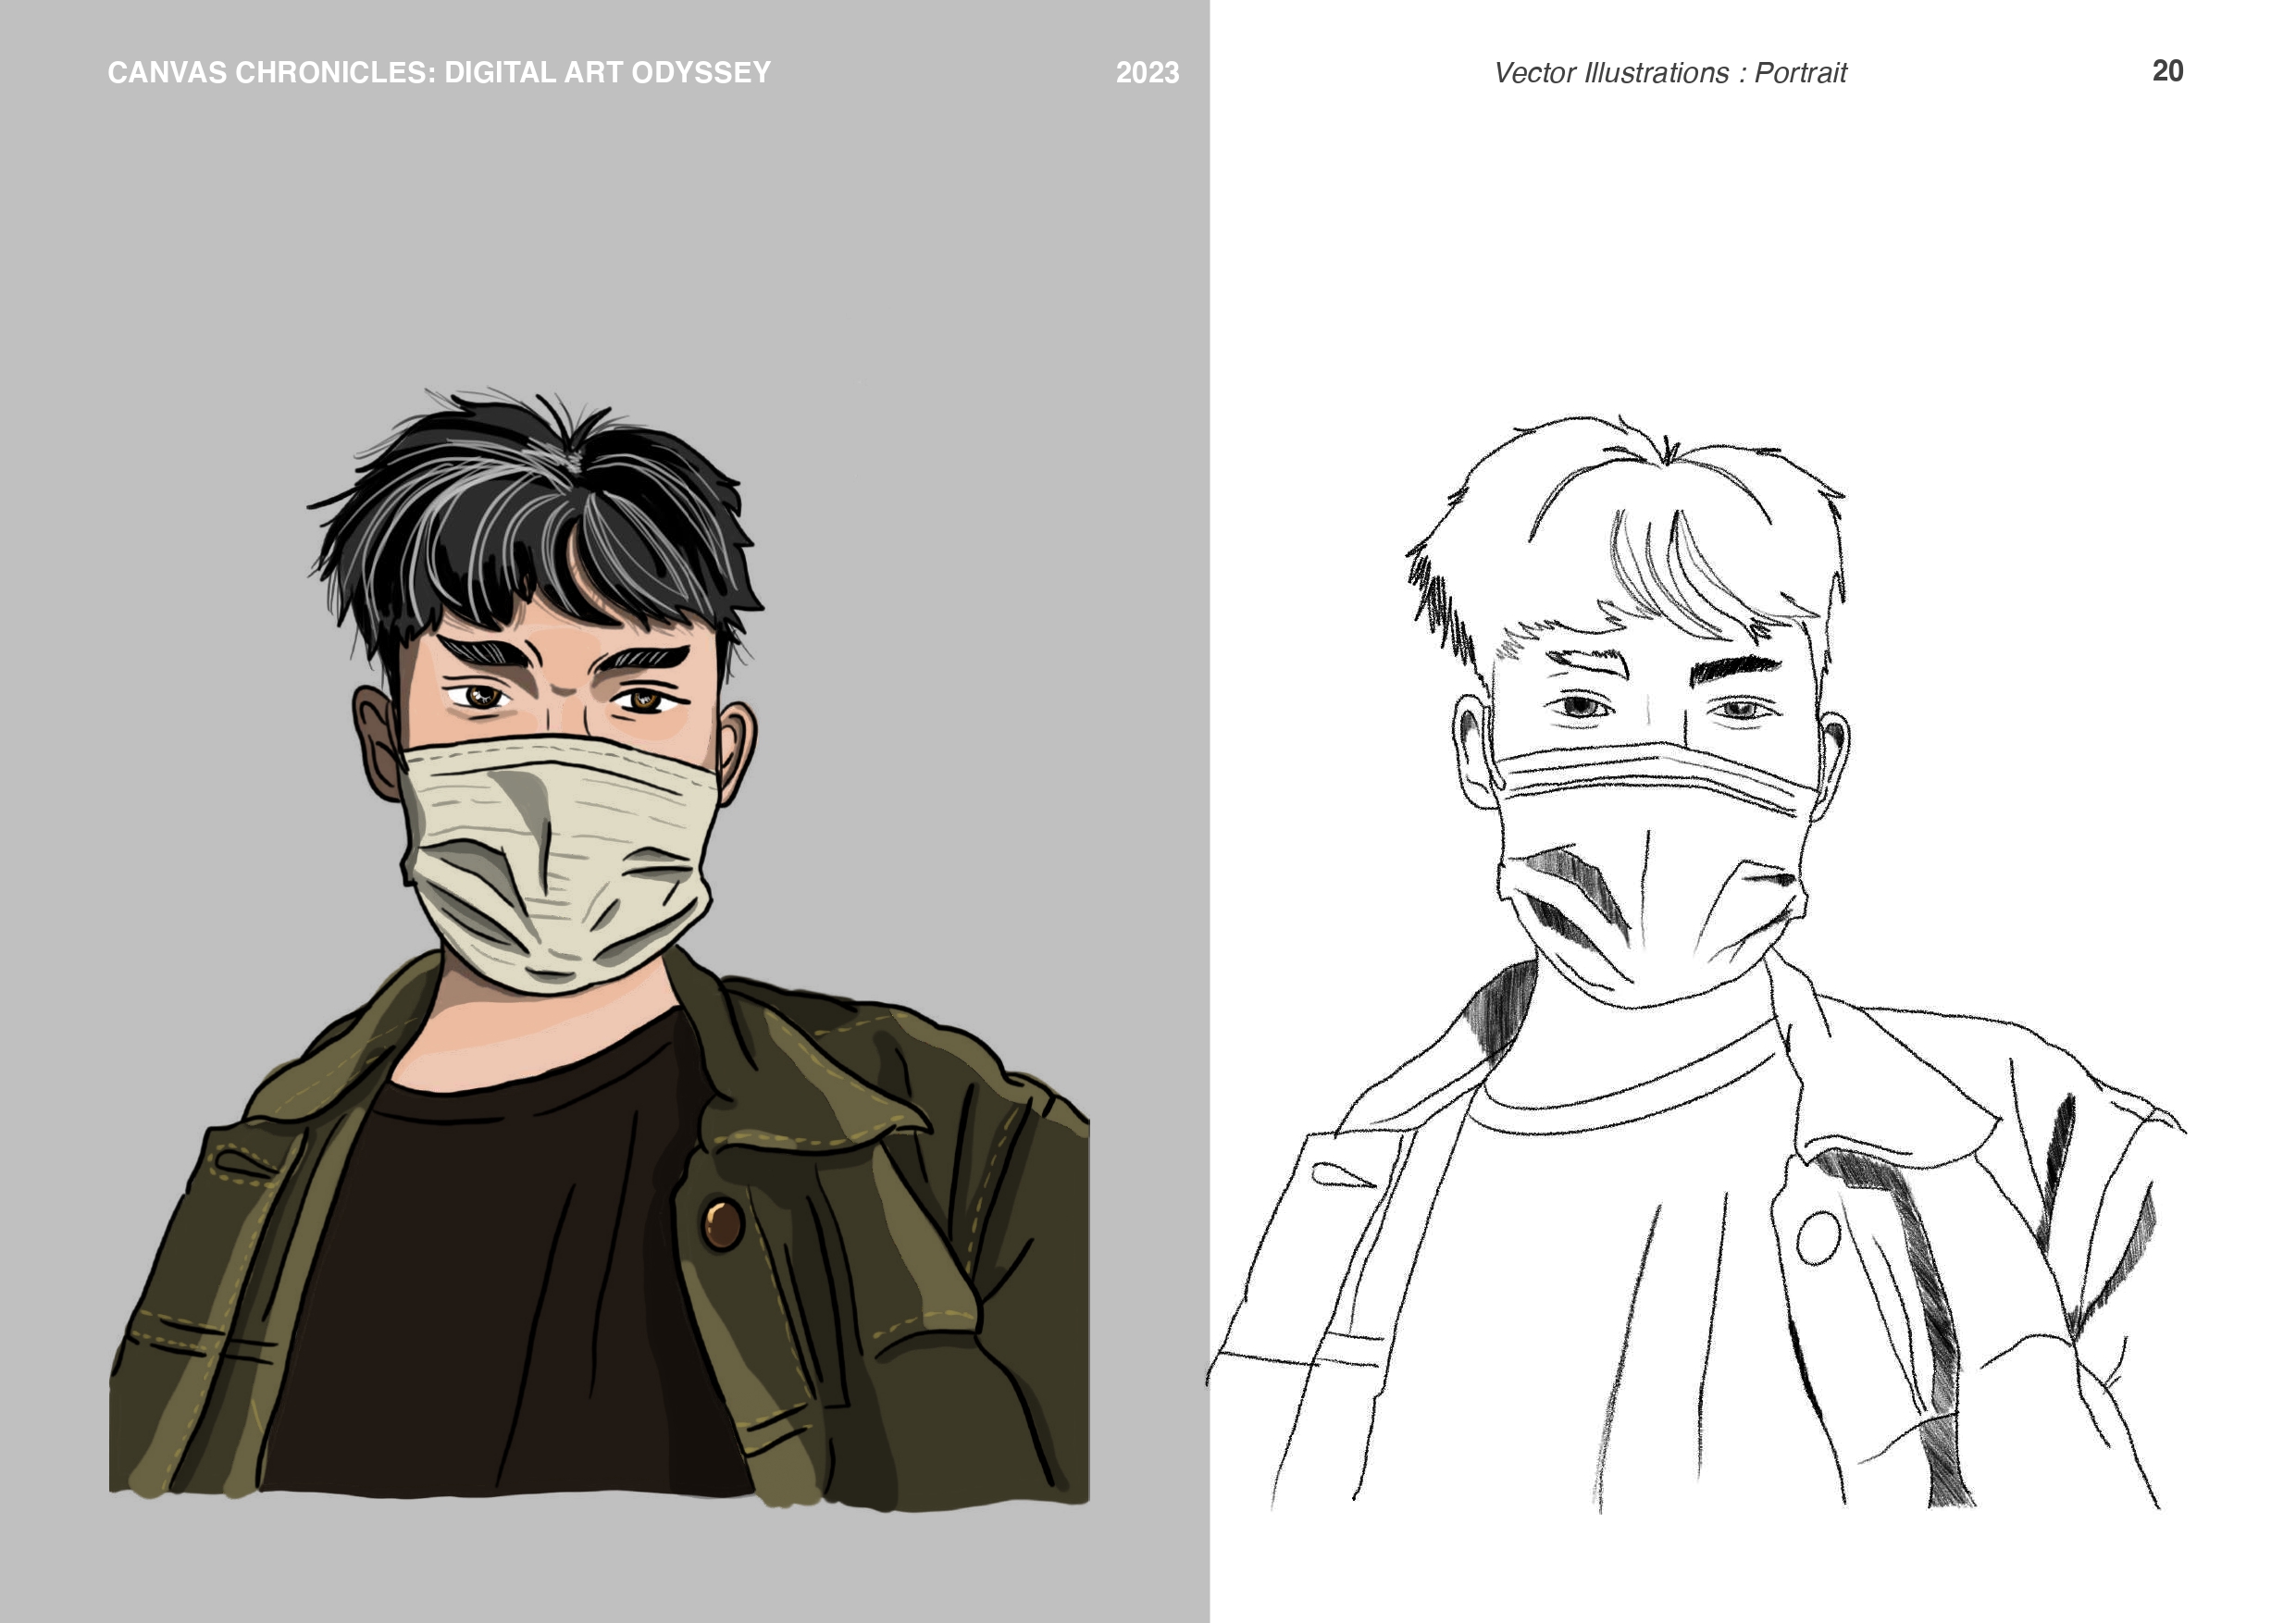 CANVAS CHRONICLES: DIGITAL ART ODYSSEY 2023
Vector Illustrations : Portrait 20